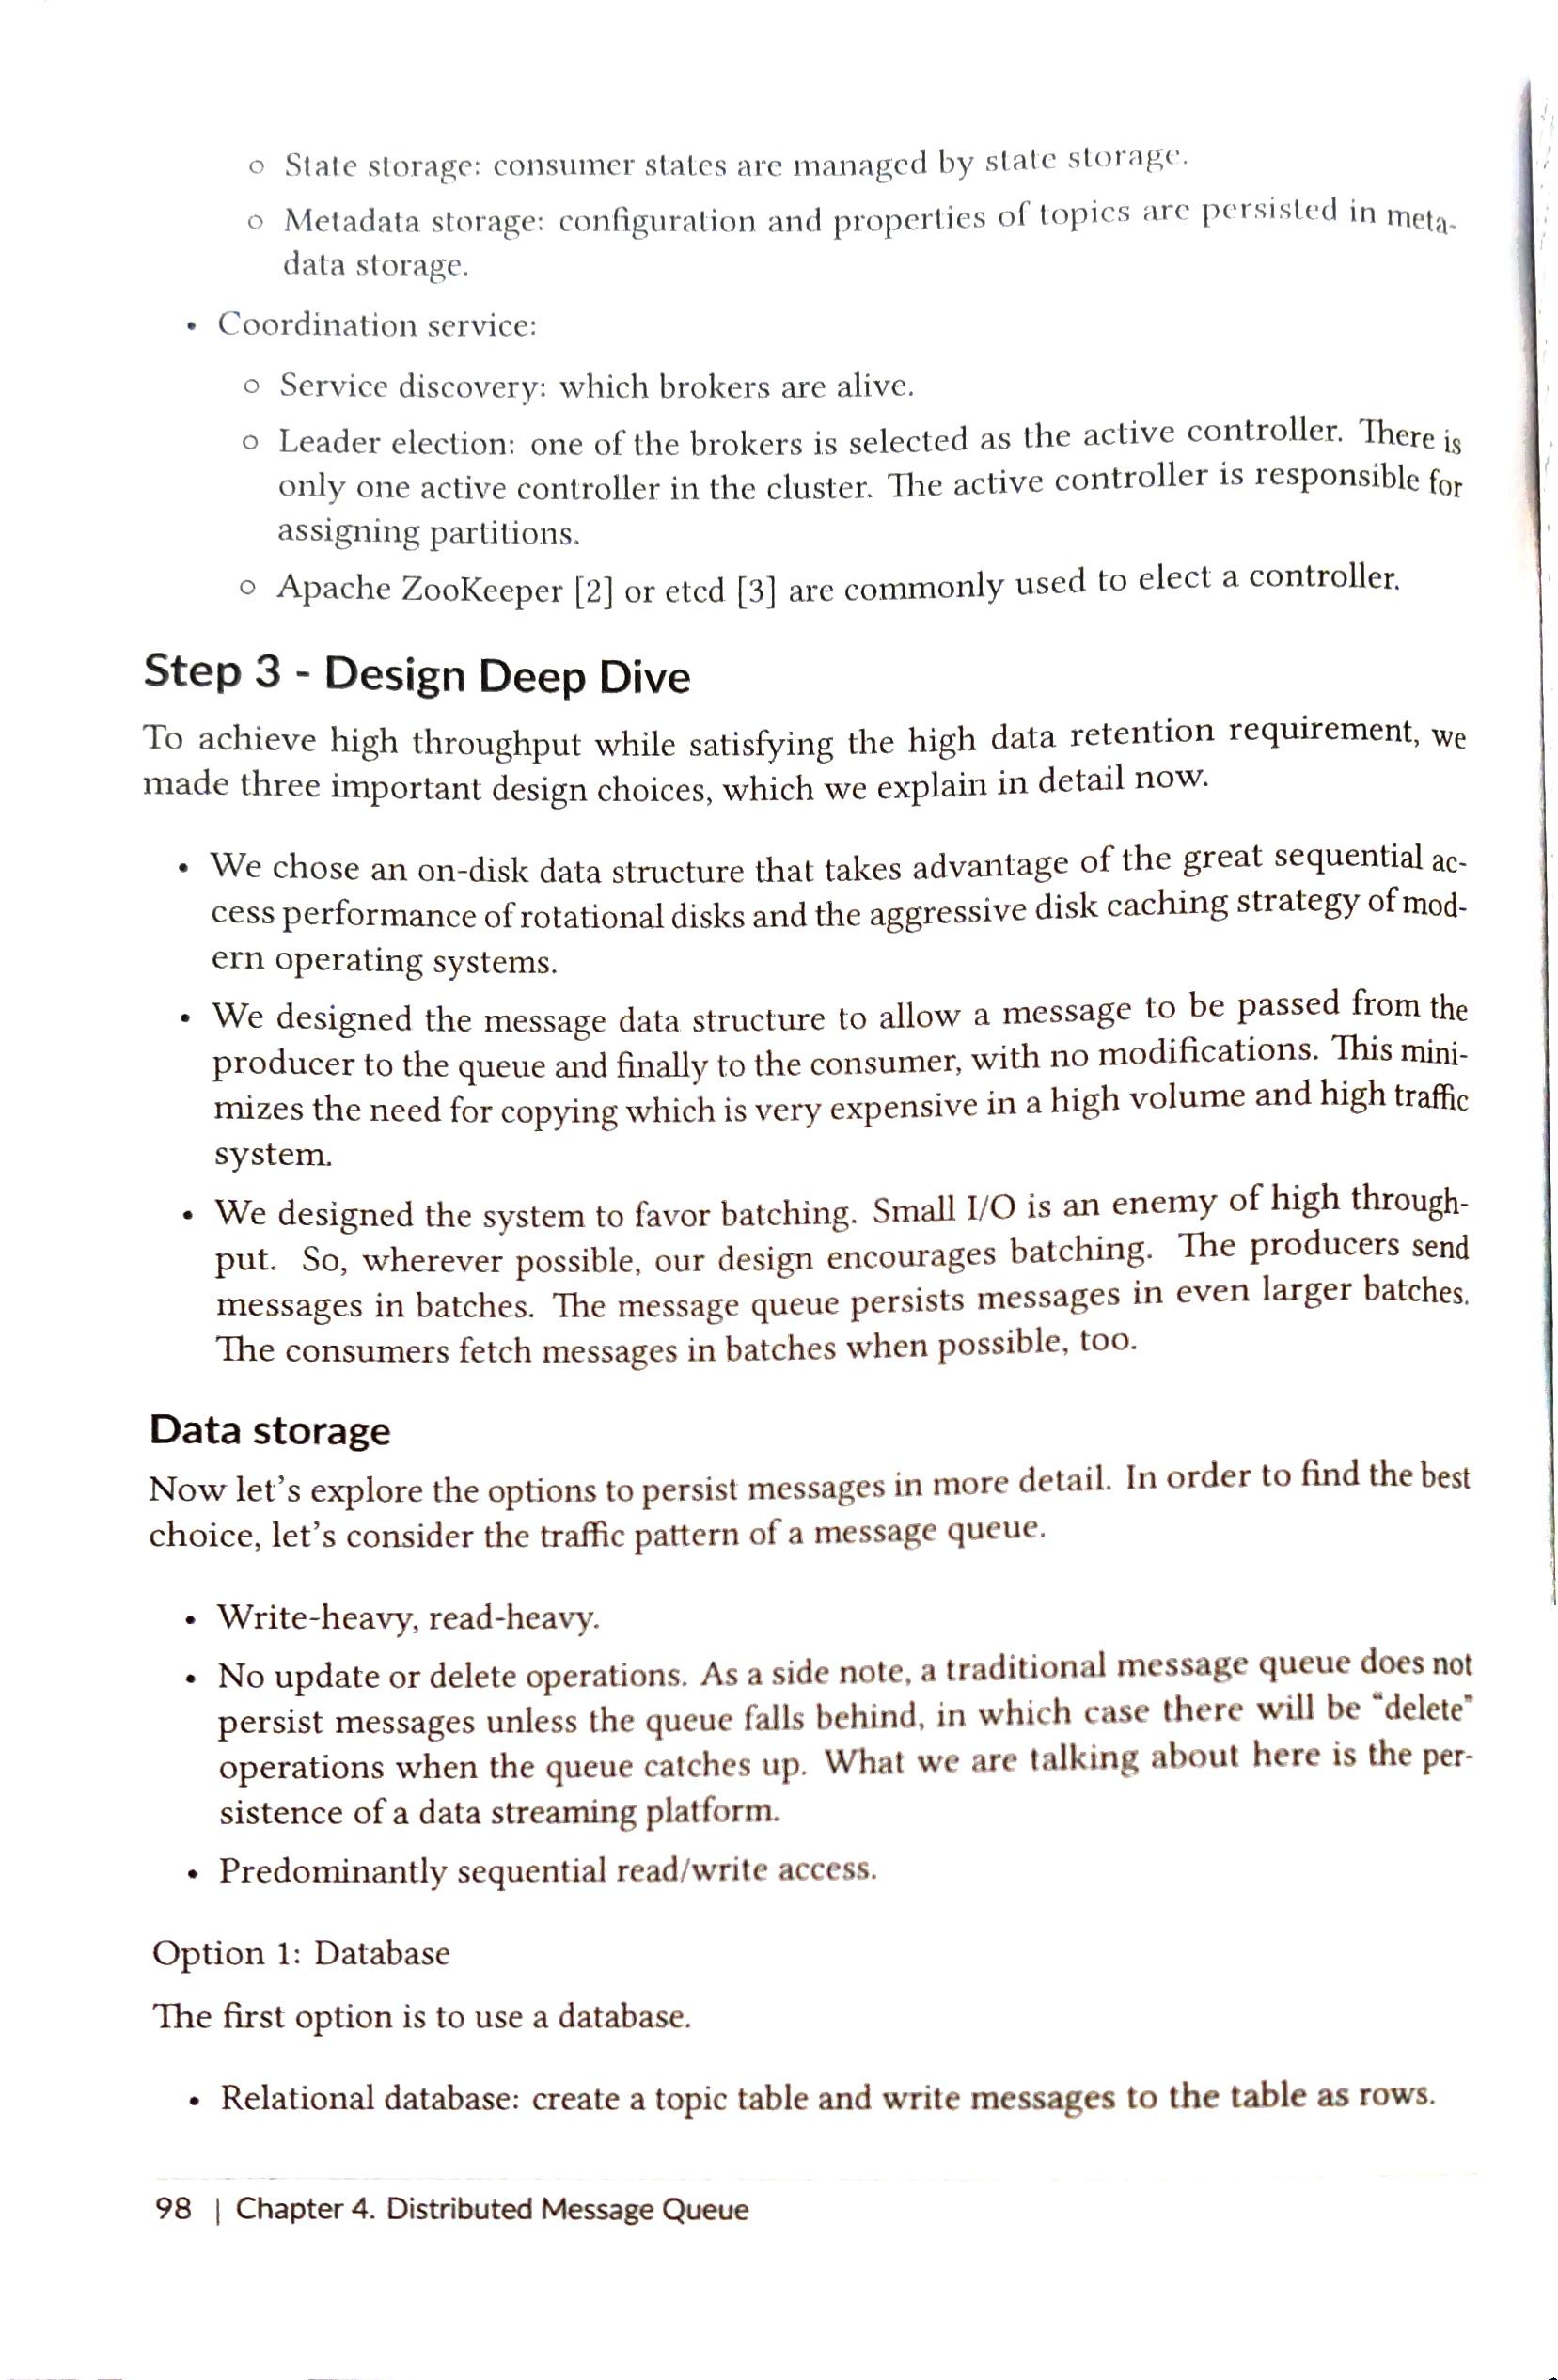 ○ State storage: consumer states are managed by state storage.
○ Metadata storage: configuration and properties of topics are persisted in meta-
data storage.
• Coordination service:
○ Service discovery: which brokers are alive.
○ Leader election: one of the brokers is selected as the active controller. There is
only one active controller in the cluster. The active controller is responsible for
assigning partitions.
○ Apache ZooKeeper [2] or etcd [3] are commonly used to elect a controller.
Step 3 - Design Deep Dive
To achieve high throughput while satisfying the high data retention requirement, we
made three important design choices, which we explain in detail now.
• We chose an on-disk data structure that takes advantage of the great sequential ac-
cess performance of rotational disks and the aggressive disk caching strategy of mod-
ern operating systems.
• We designed the message data structure to allow a message to be passed from the
producer to the queue and finally to the consumer, with no modifications. This mini-
mizes the need for copying which is very expensive in a high volume and high traffic
system.
• We designed the system to favor batching. Small I/O is an enemy of high through-
put. So, wherever possible, our design encourages batching. The producers send
messages in batches. The message queue persists messages in even larger batches.
The consumers fetch messages in batches when possible, too.
Data storage
Now let's explore the options to persist messages in more detail. In order to find the best
choice, let's consider the traffic pattern of a message queue.
• Write-heavy, read-heavy.
• No update or delete operations. As a side note, a traditional message queue does not
persist messages unless the queue falls behind, in which case there will be "delete"
operations when the queue catches up. What we are talking about here is the per-
sistence of a data streaming platform.
• Predominantly sequential read/write access.
Option 1: Database
The first option is to use a database.
• Relational database: create a topic table and write messages to the table as rows.
98 | Chapter 4. Distributed Message Queue